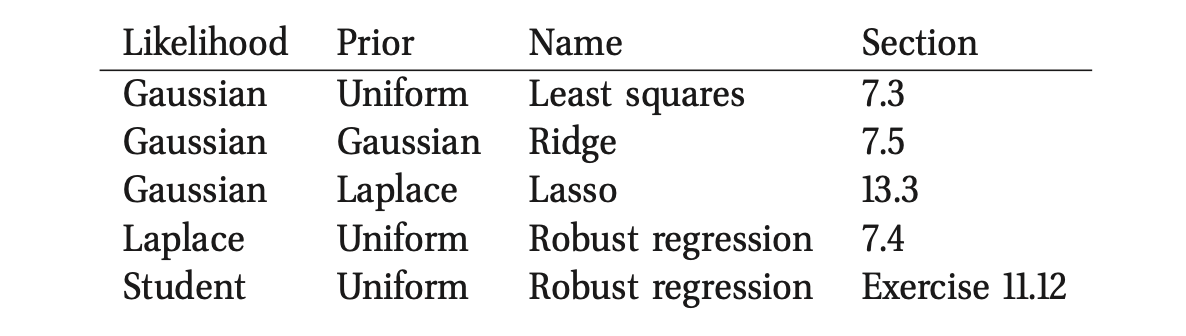 Likelihood Prior Name Section
Gaussian Uniform Least squares 7.3
Gaussian Gaussian Ridge 7.5
Gaussian Laplace Lasso 13.3
Laplace Uniform Robust regression 7.4
Student Uniform Robust regression Exercise 11.12